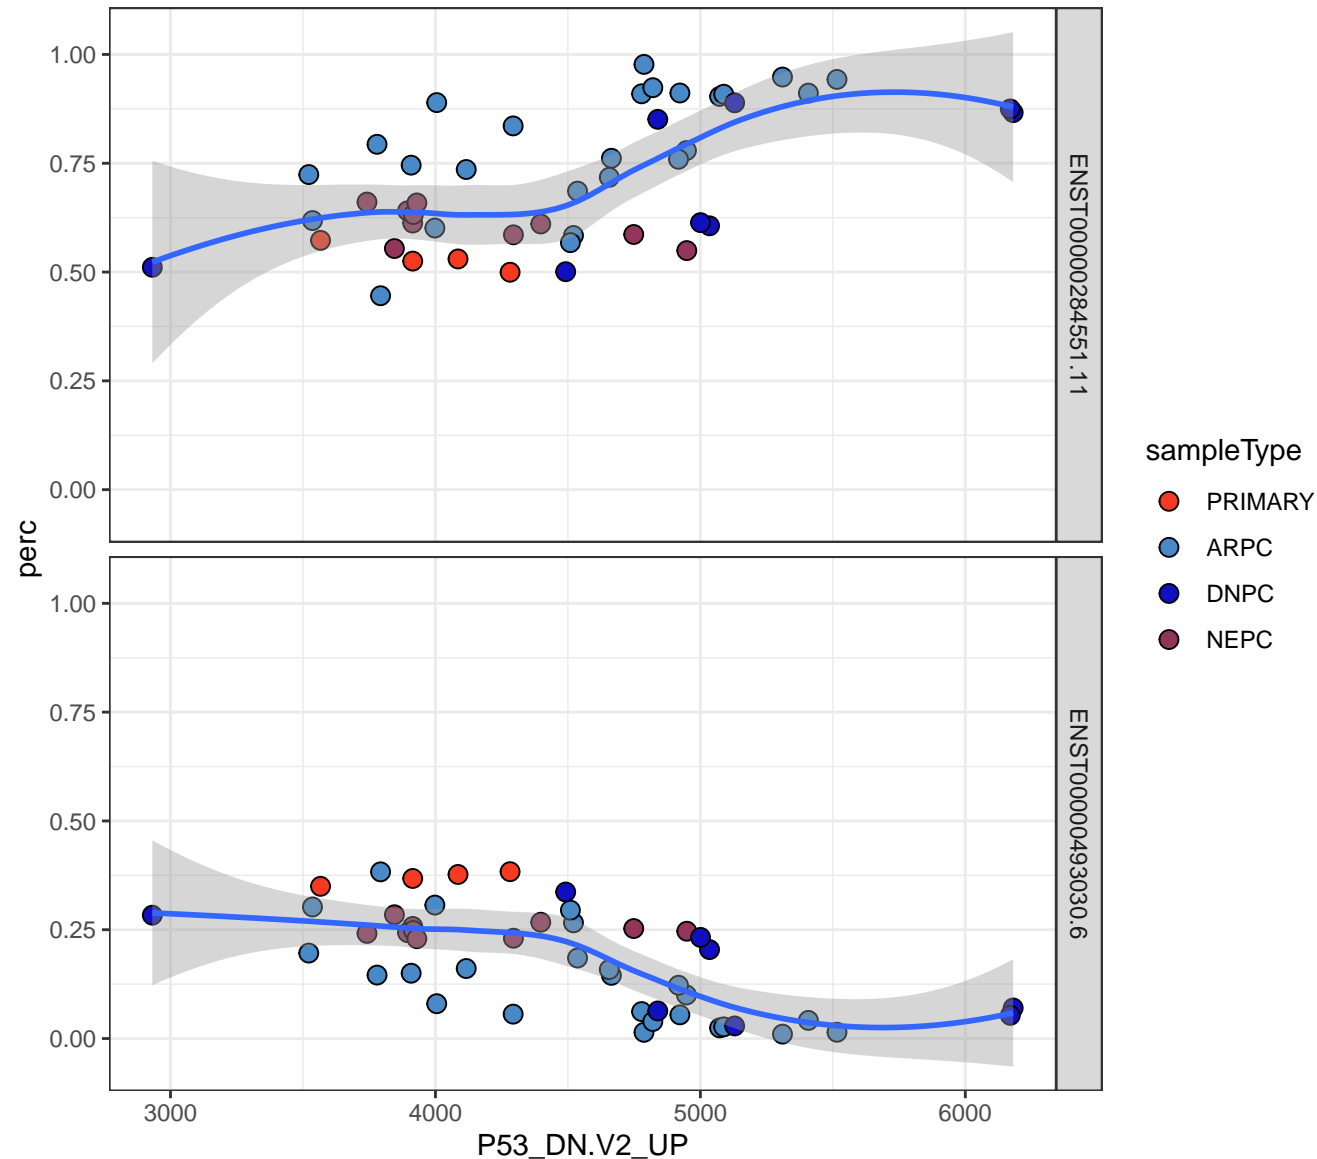 1.00
0.75
0.50
0.25
0.00
ENST00000284551.11
perc
1.00
0.75
0.50
0.25
0.00
ENST00000493030.6
3000
4000
5000
6000
P53_DN.V2_UP
sampleType
PRIMARY
ARPC
DNPC
NEPC